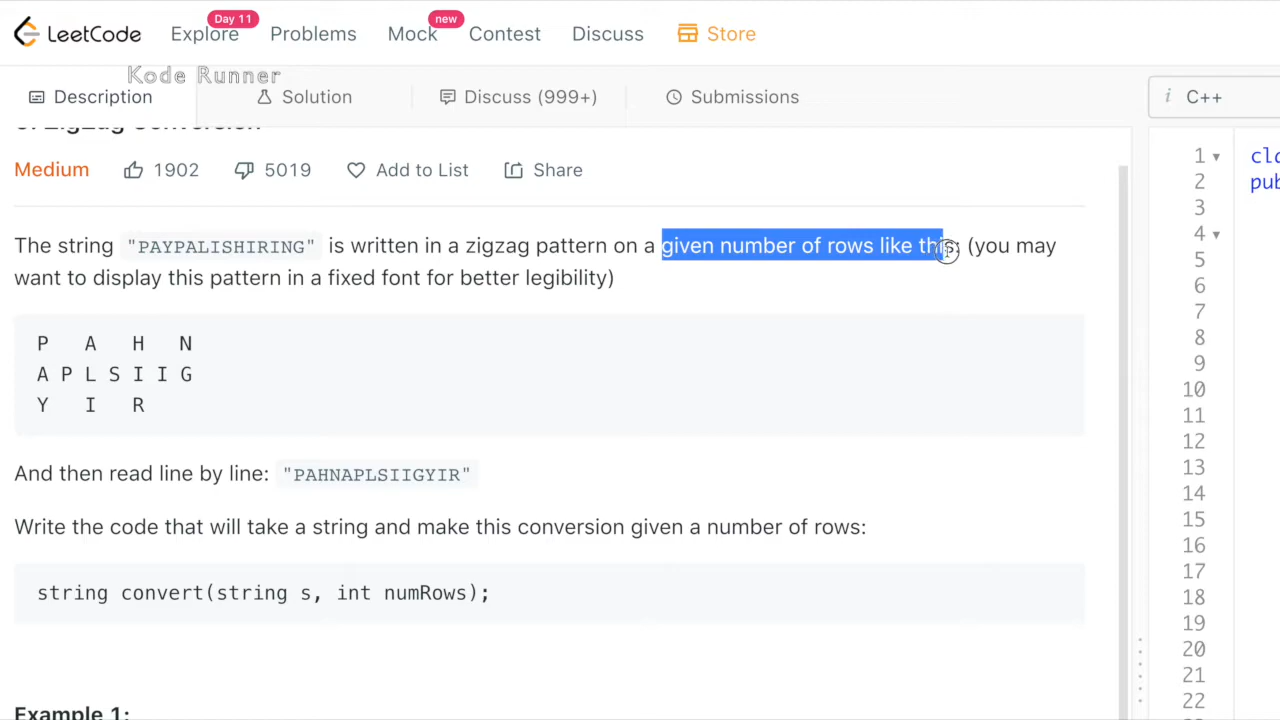 Day 11
new
LeetCode Explore Problems Mock Contest Discuss Store
Kode Runner
Description Solution Discuss (999+) Submissions i C++
ZigZag Conversion
Medium 1902 5019 Add to List Share
The string "PAYPALISHIRING" is written in a zigzag pattern on a given number of rows like this: (you may
want to display this pattern in a fixed font for better legibility)
P A H N
A P L S I I G
Y I R
And then read line by line: "PAHNAPLSIIGYIR"
Write the code that will take a string and make this conversion given a number of rows:
string convert(string s, int numRows);
Example 1:
1 cla
2 pub
3
4
5
6
7
8
9
10
11
12
13
14
15
16
17
18
19
20
21
22